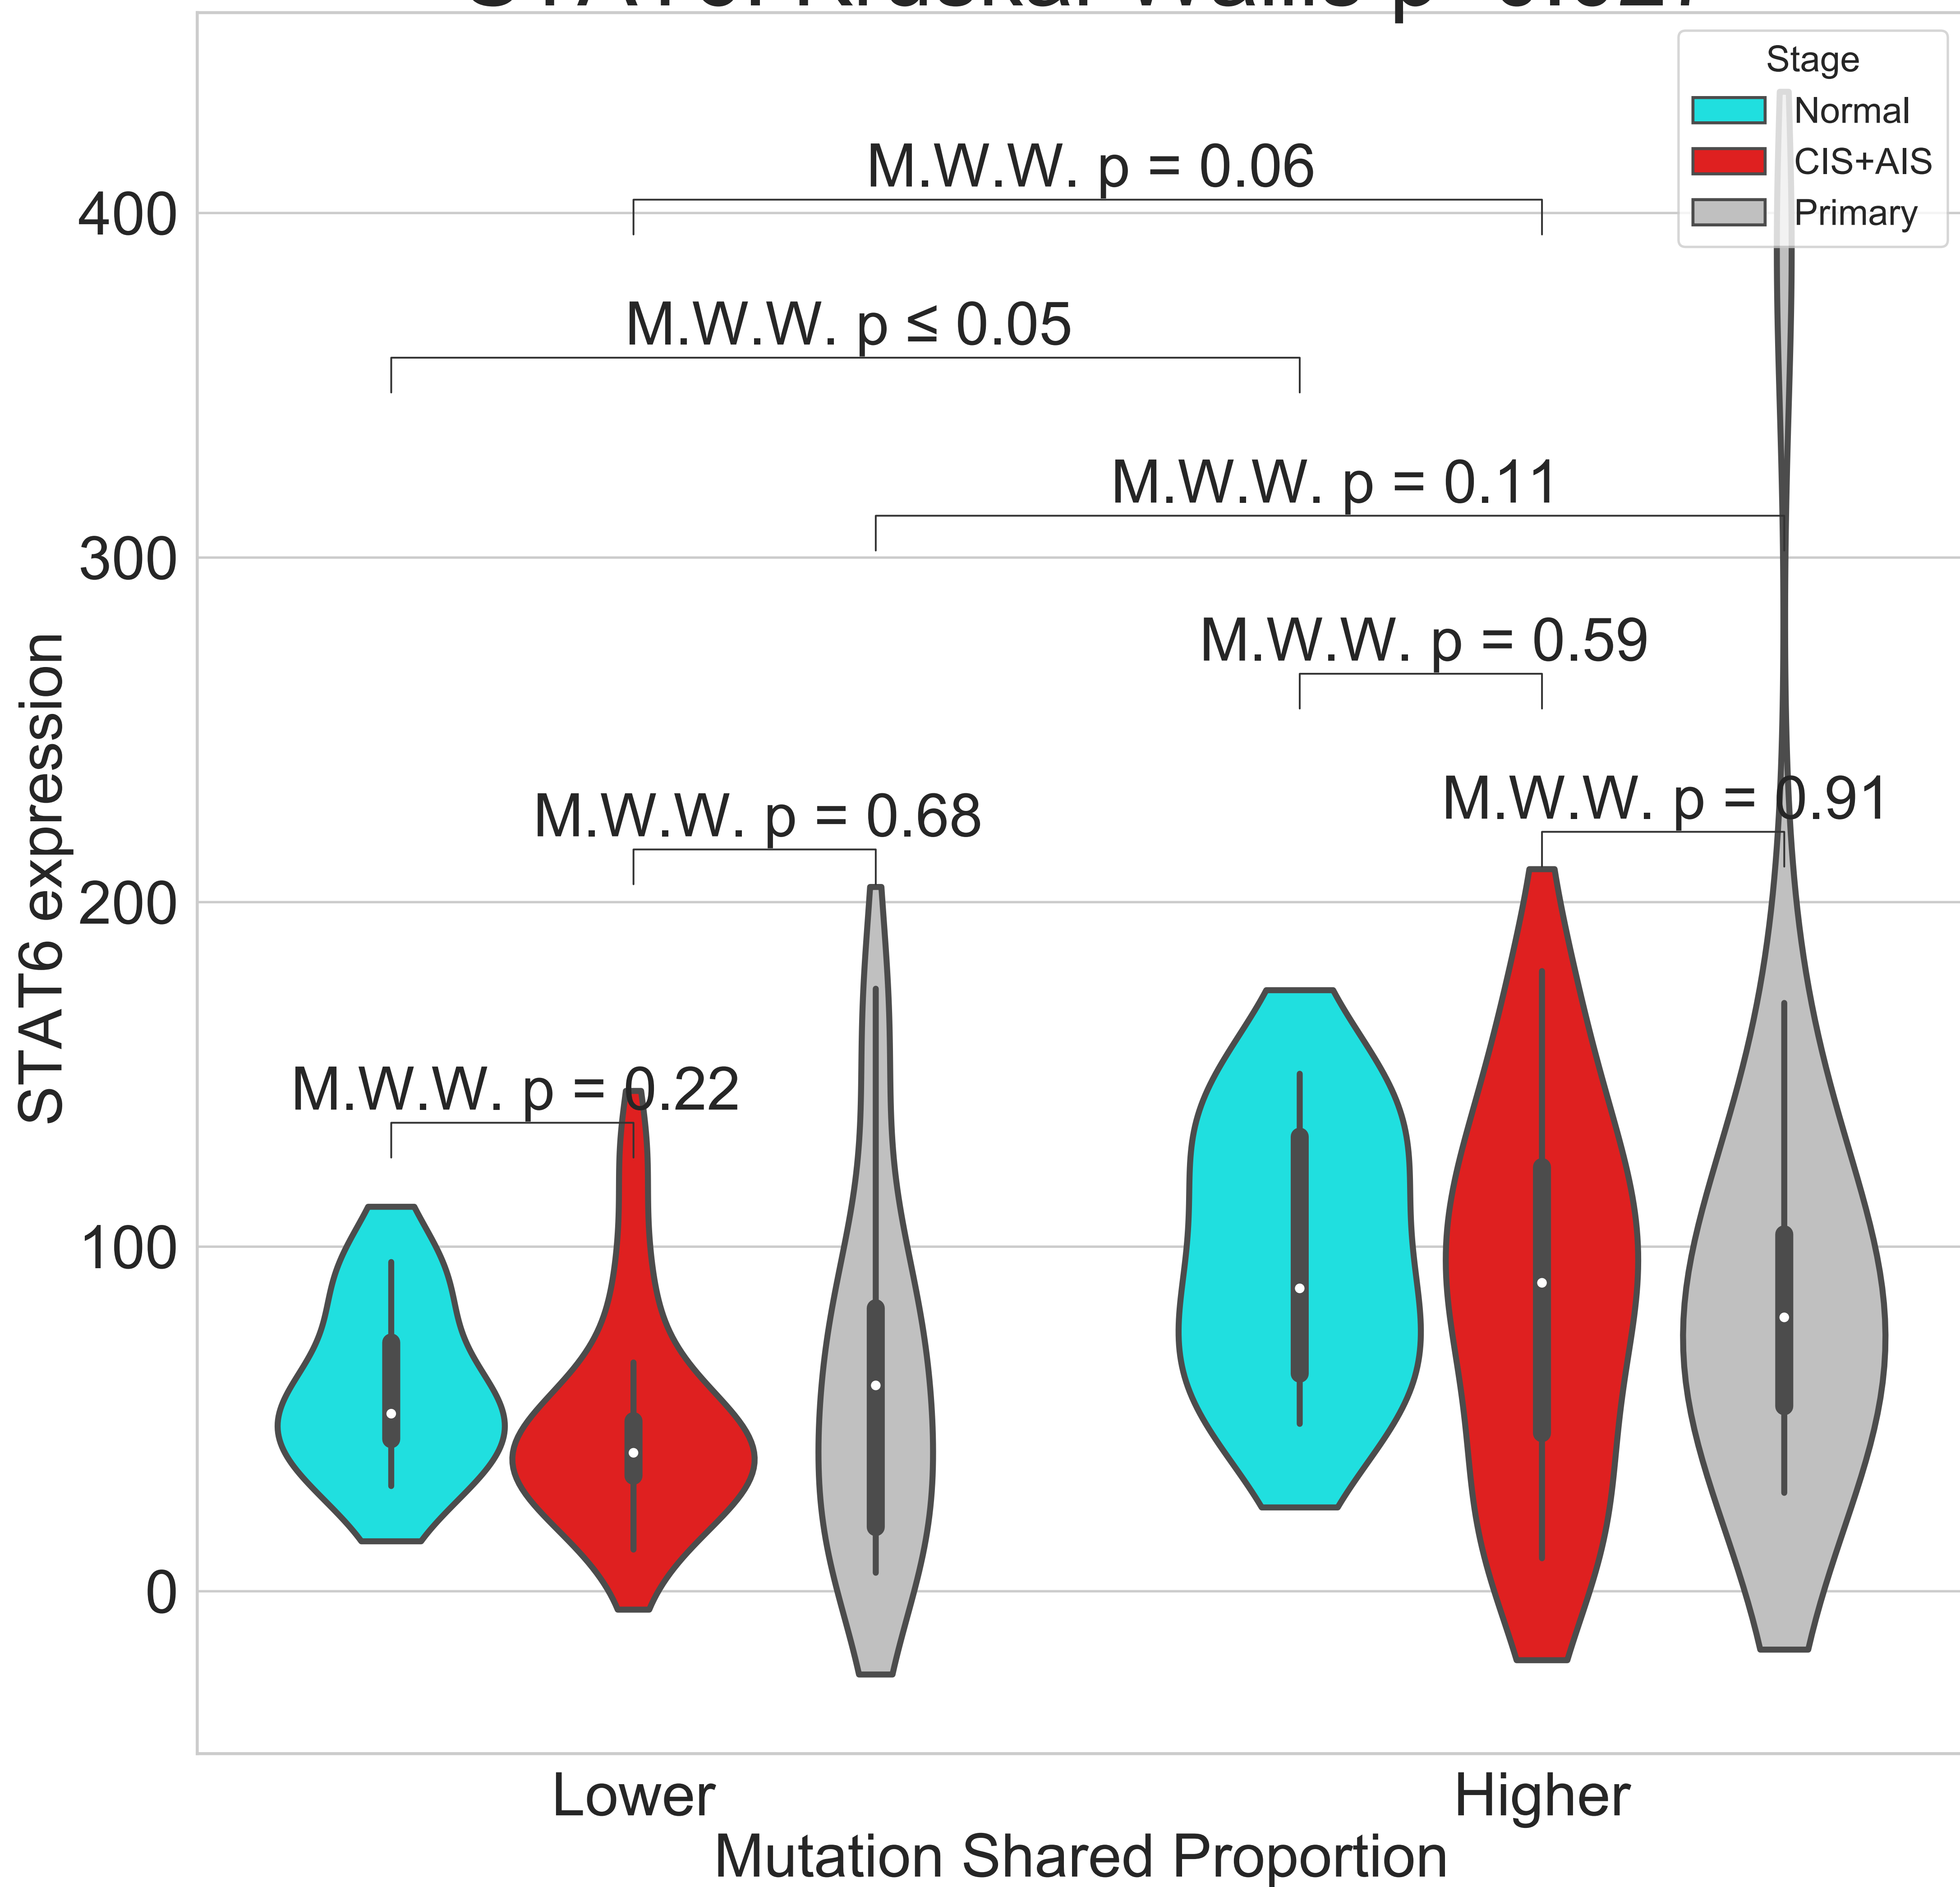 Stage
Normal
CIS+AIS
Primary
M.W.W. p = 0.06
M.W.W. p ≤ 0.05
M.W.W. p = 0.11
M.W.W. p = 0.59
M.W.W. p = 0.91
M.W.W. p = 0.68
M.W.W. p = 0.22
400
300
200
100
0
STAT6 expression
Lower
Higher
Mutation Shared Proportion